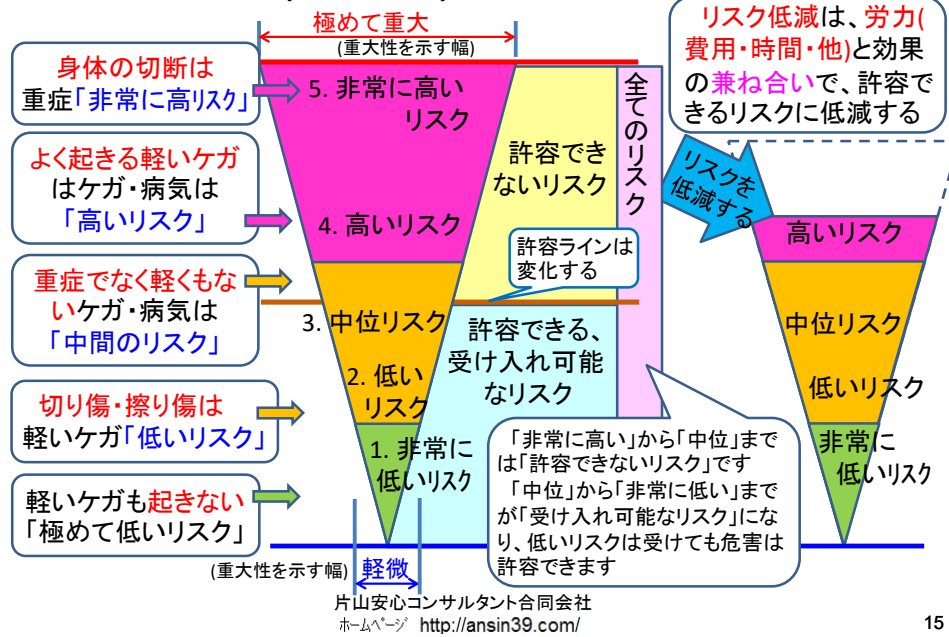 極めて重大
(重大性を示す幅)
身体の切断は
重症「非常に高リスク」
よく起きる軽いケガ
はケガ・病気は
「高いリスク」
重症でなく軽くもな
いケガ・病気は
「中間のリスク」
切り傷・擦り傷は
軽いケガ「低いリスク」
軽いケガも起きない
「極めて低いリスク」
5. 非常に高い
リスク
4. 高いリスク
3. 中位リスク
2. 低い
リスク
1. 非常に
低いリスク
許容でき
ないリスク
許容ラインは
変化する
許容できる、
受け入れ可能
なリスク
全てのリスク
リスクを
低減する
リスク低減は、労力(
費用・時間・他)と効果
の兼ね合いで、許容で
きるリスクに低減する
高いリスク
中位リスク
低いリスク
非常に
低いリスク
「非常に高い」から「中位」まで
は「許容できないリスク」です
「中位」から「非常に低い」まで
が「受け入れ可能なリスク」にな
り、低いリスクは受けても危害は
許容できます
(重大性を示す幅)
軽微
片山安心コンサルタント合同会社
ホームページ http://ansin39.com/
15